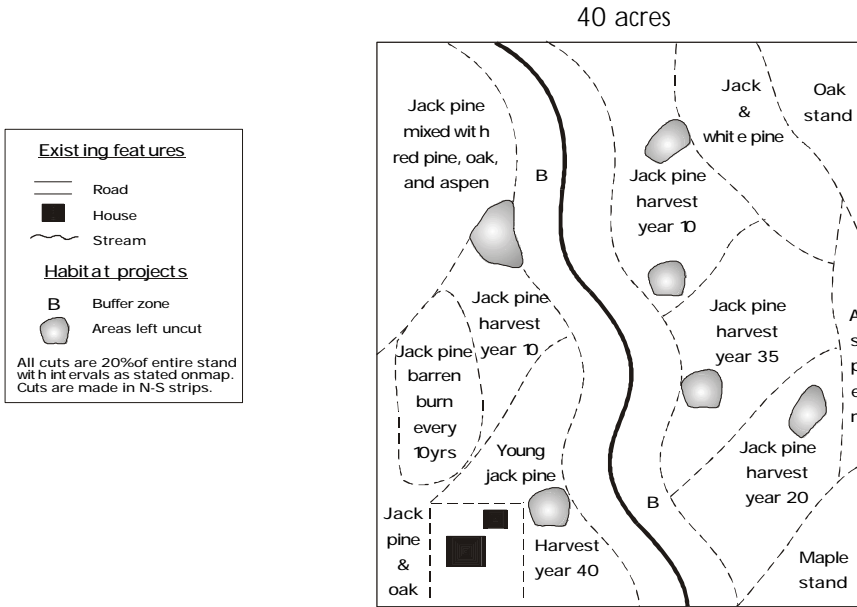 40 acres
Existing features
Road
House
Stream
Habitat projects
B Buffer zone
Areas left uncut
All cuts are 20% of entire stand
with intervals as stated on map.
Cuts are made in N-S strips.
Jack pine
mixed with
red pine, oak,
and aspen
B
Jack
&
white pine
Oak
stand
Jack pine
harvest
year 10
Jack pine
harvest
year 10
Jack pine
barren
burn
every
10yrs
Jack pine
harvest
year 35
A
s
p
e
n
Jack pine
harvest
year 20
Young
jack pine
Harvest
year 40
Jack
pine
&
oak
B
Maple
stand